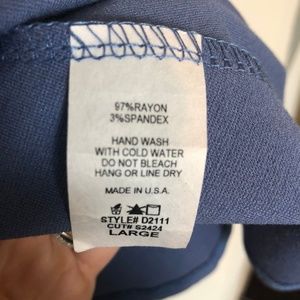 97%RAYON
3%SPANDEX
HAND WASH
WITH COLD WATER
DO NOT BLEACH
HANG OR LINE DRY
MADE IN U.S.A.
STYLE# D2111
CUT# S2424
LARGE